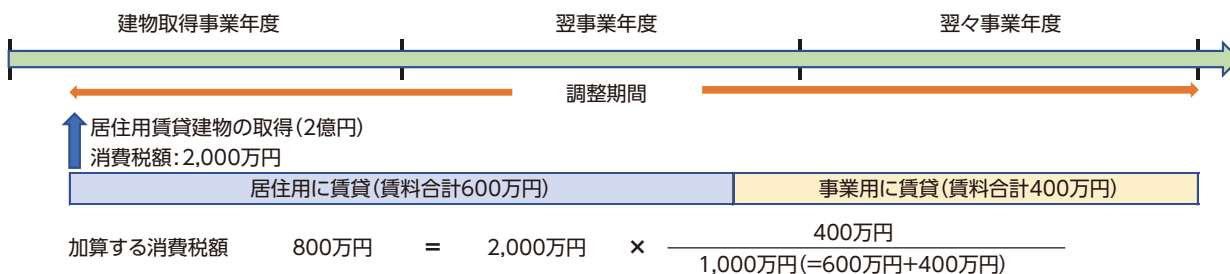 建物取得事業年度 翌事業年度 翌々事業年度
調整期間
居住用賃貸建物の取得(2億円)
消費税額:2,000万円
居住用に賃貸(賃料合計600万円) 事業用に賃貸(賃料合計400万円)
加算する消費税額 800万円 = 2,000万円 × 400万円
1,000万円(=600万円+400万円)